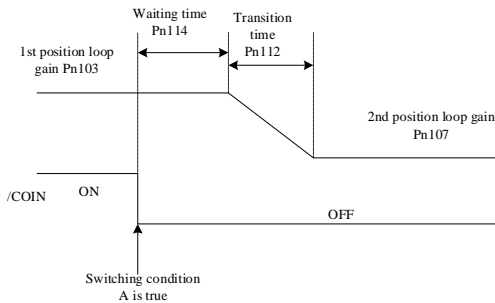 Waiting time
Pn114
Transition
time
Pn112
1st position loop
gain Pn103
2nd position loop gain
Pn107
/COIN
ON
OFF
Switching condition
A is true